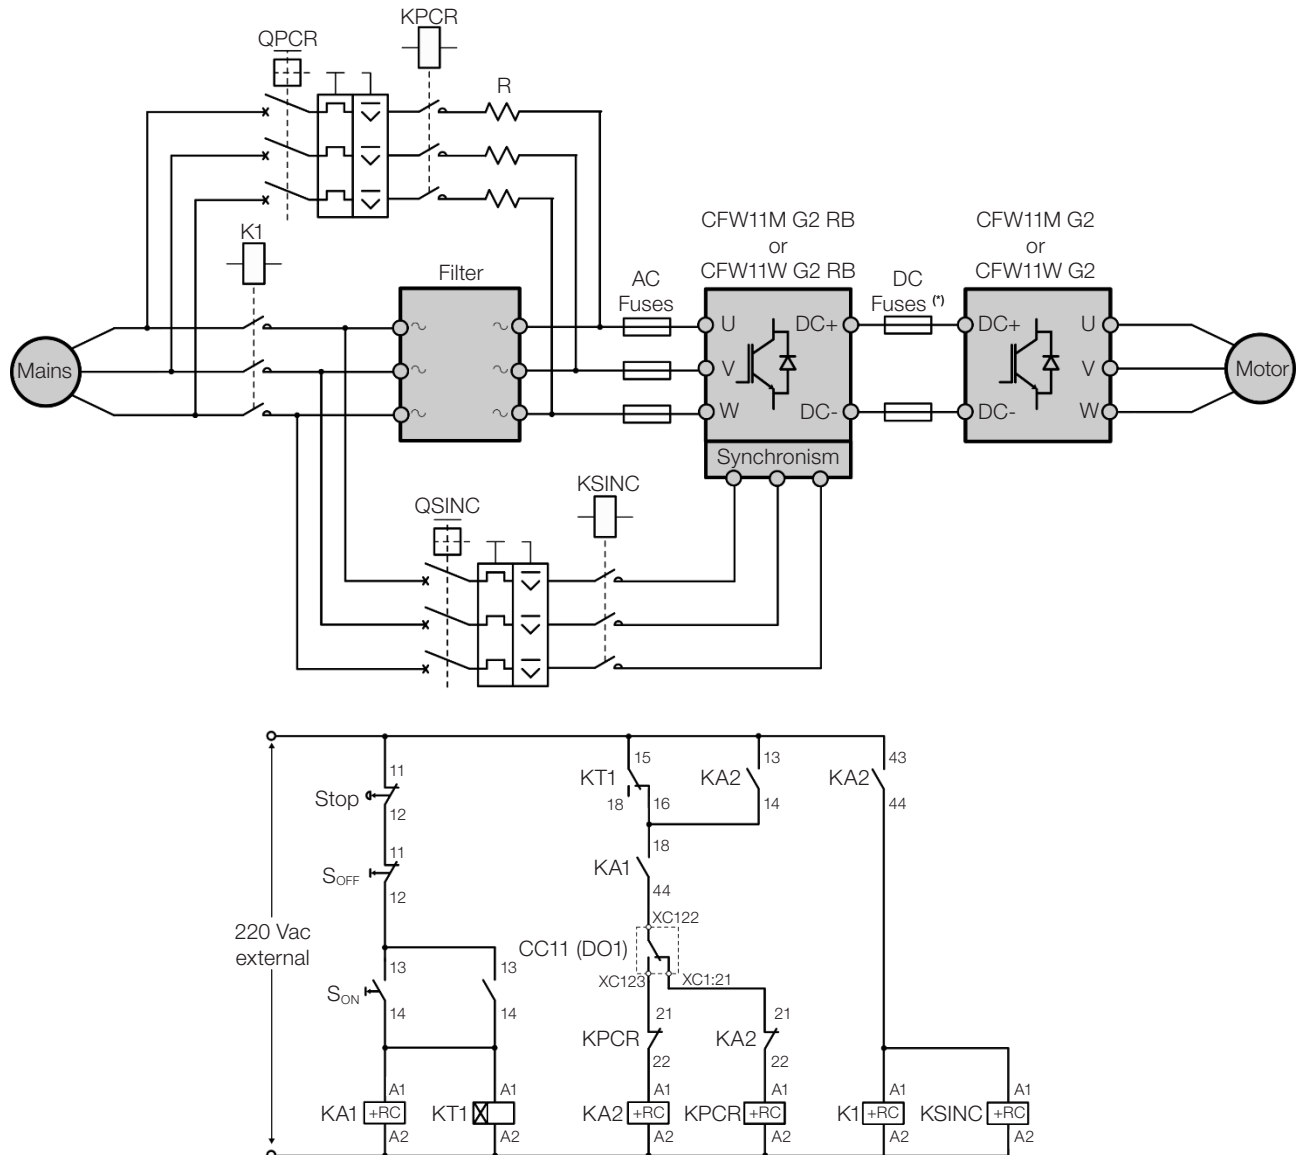 KPCR
QPCR
R
K1
Filter
AC
Fuses
CFW11M G2 RB
or
CFW11W G2 RB
DC
Fuses (*)
CFW11M G2
or
CFW11W G2
Mains
U
V
W
DC+
DC-
DC+
DC-
U
V
W
Motor
Synchronism
KSINC
QSINC
220 Vac
external
Stop
11
12
SOFF
11
12
SON
13
14
13
14
KA1
A1
+RC
A2
KT1
A1
A2
KT1
15
18
16
KA2
13
14
KA1
18
44
XC122
CC11 (DO1)
XC123
XC1:21
KPCR
21
22
KA2
21
22
KA2
A1
+RC
A2
KPCR
A1
+RC
A2
KA2
43
44
K1
A1
+RC
A2
KSINC
A1
+RC
A2